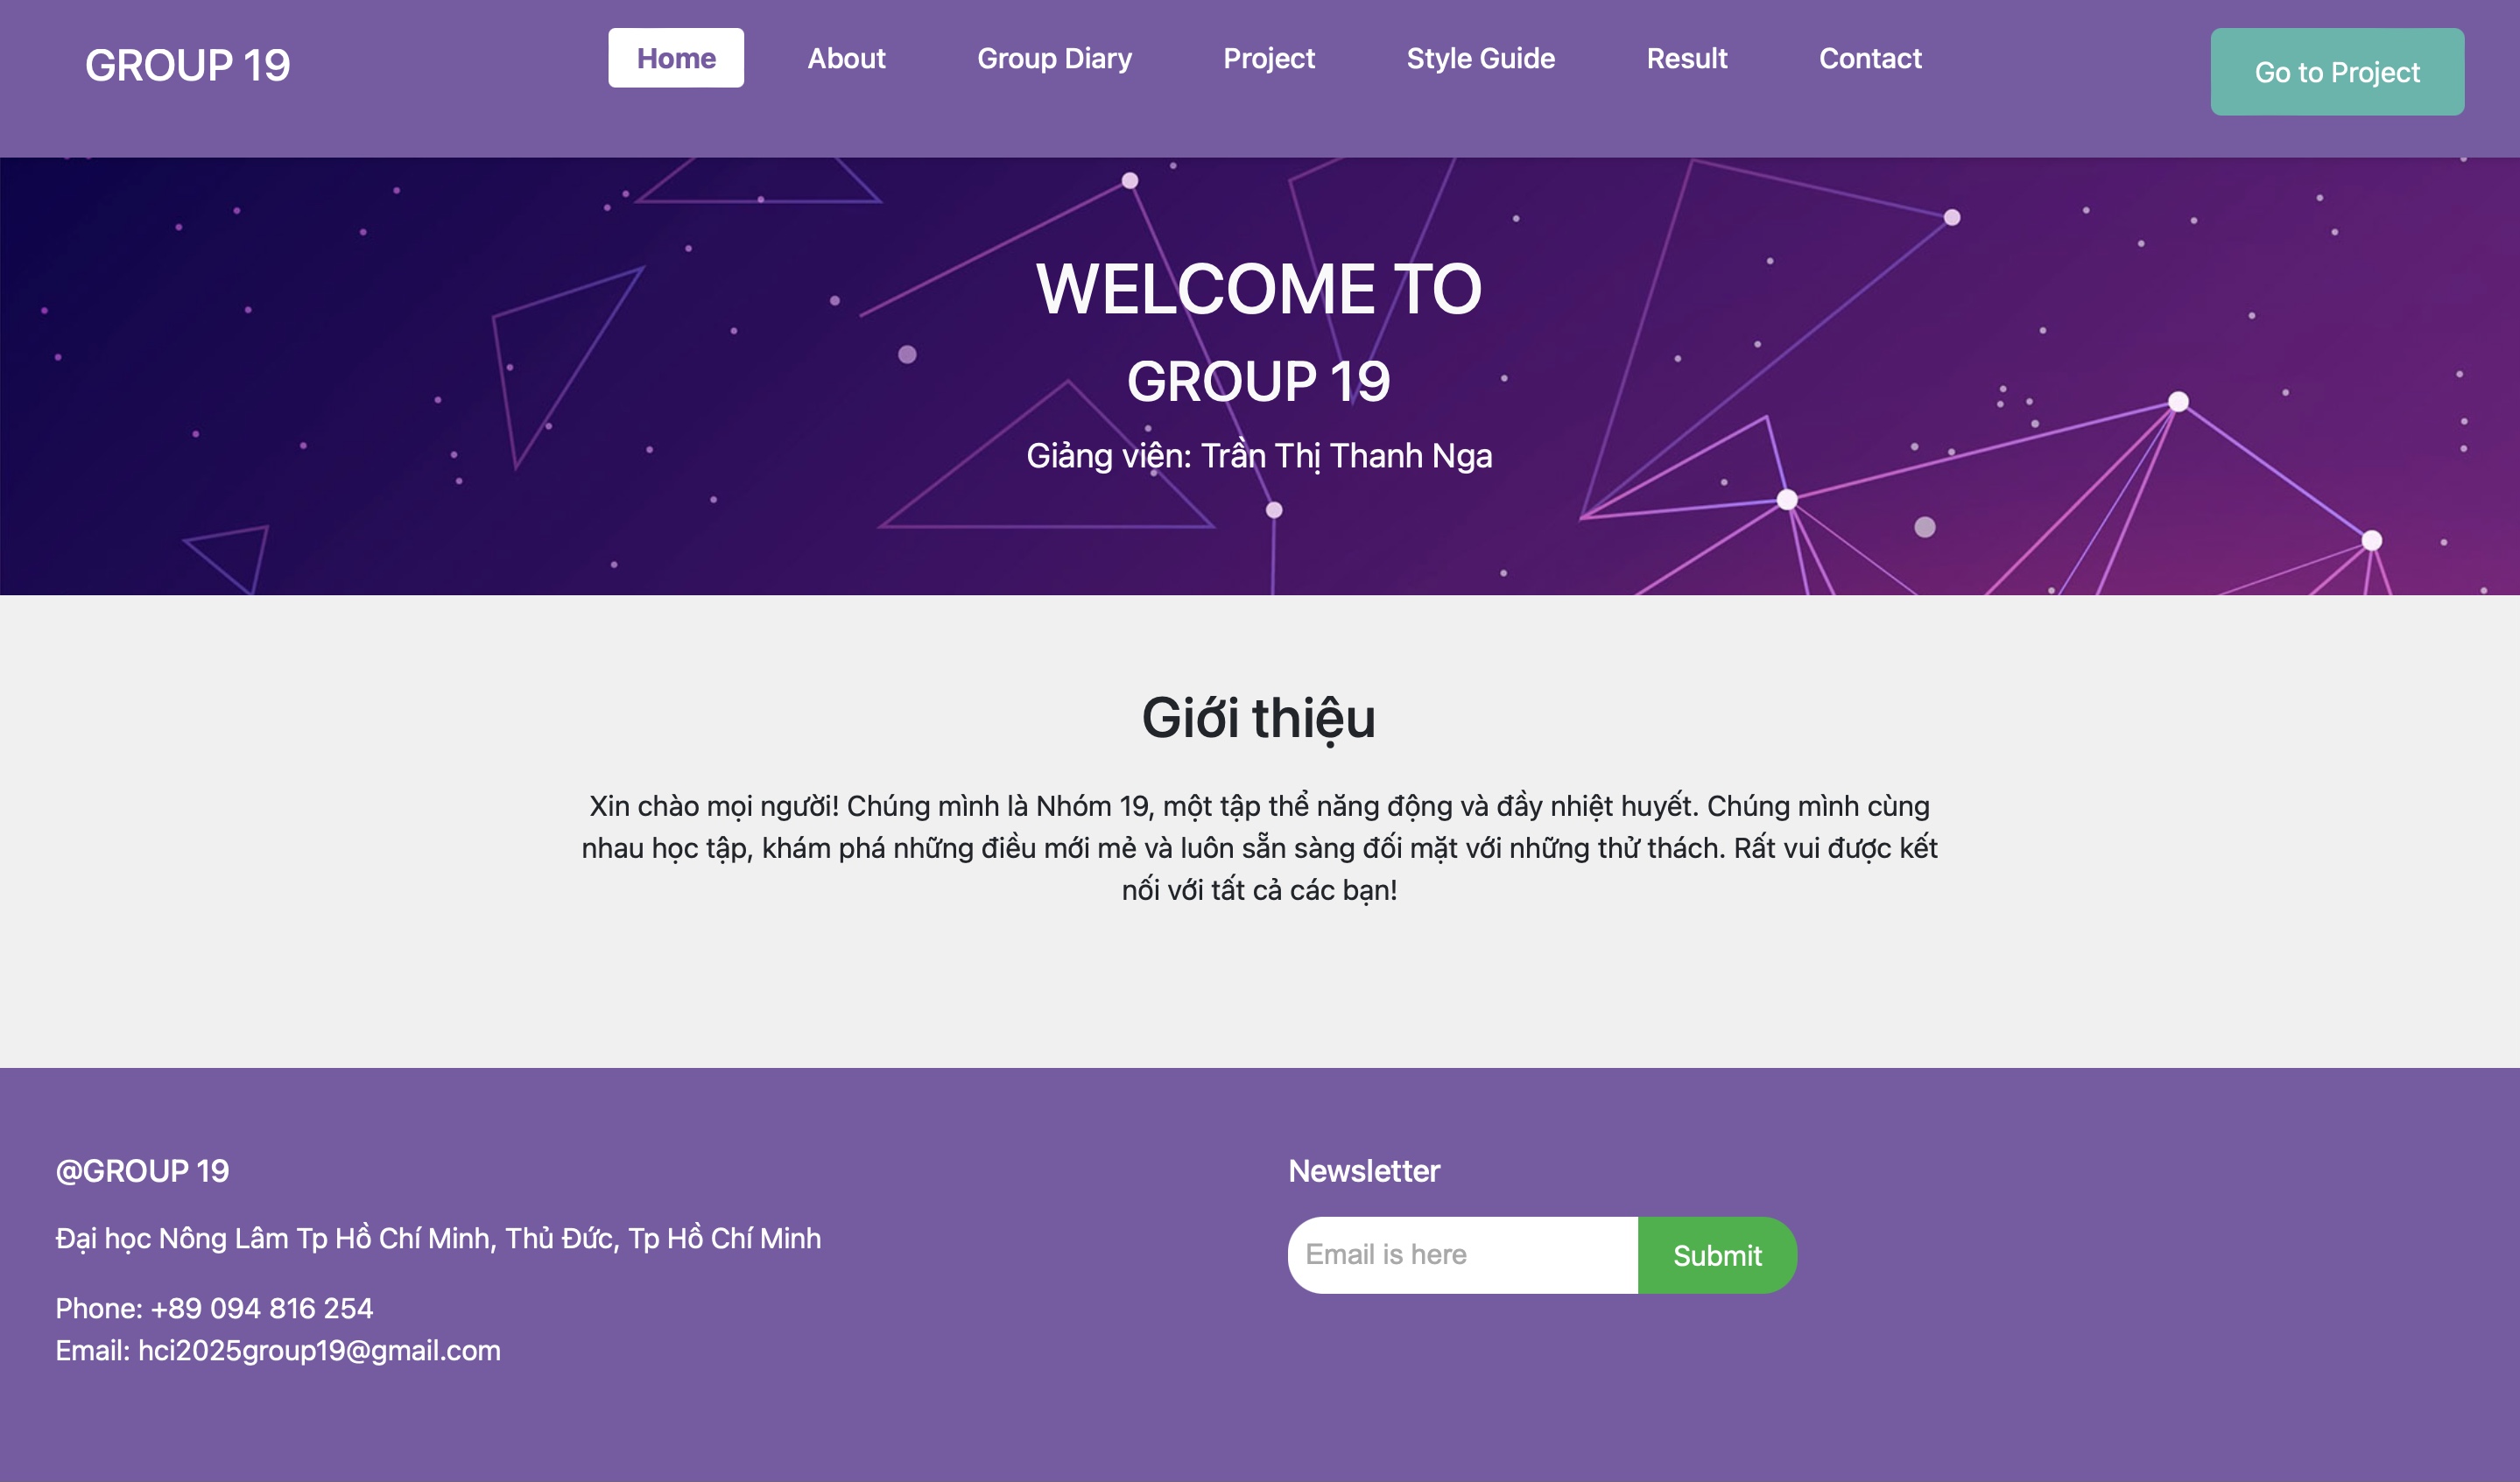 GROUP 19
Home
About
Group Diary
Project
Style Guide
Result
Contact
Go to Project
WELCOME TO
GROUP 19
Giảng viên: Trần Thị Thanh Nga
Giới thiệu
Xin chào mọi người! Chúng mình là Nhóm 19, một tập thể năng động và đầy nhiệt huyết. Chúng mình cùng
nhau học tập, khám phá những điều mới mẻ và luôn sẵn sàng đối mặt với những thử thách. Rất vui được kết
nối với tất cả các bạn!
@GROUP 19
Đại học Nông Lâm Tp Hồ Chí Minh, Thủ Đức, Tp Hồ Chí Minh
Phone: +89 094 816 254
Email: hci2025group19@gmail.com
Newsletter
Email is here
Submit